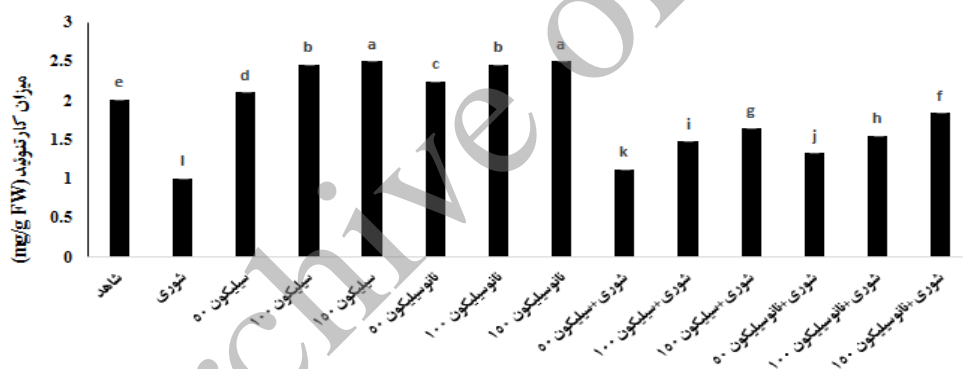 میزان کارتنوئید (mg/g FW)
3
2.5
2
1.5
1
0.5
0
e
l
d
b
a
c
b
a
k
i
g
j
h
f
شاهد
شوری
سیلیکون ۵۰
سیلیکون ۱۰۰
سیلیکون ۱۵۰
نانوسیلیکون ۵۰
نانوسیلیکون ۱۰۰
نانوسیلیکون ۱۵۰
شوری+سیلیکون ۵۰
شوری+سیلیکون ۱۰۰
شوری+سیلیکون ۱۵۰
شوری+نانوسیلیکون ۵۰
شوری+نانوسیلیکون ۱۰۰
شوری+نانوسیلیکون ۱۵۰
chive o